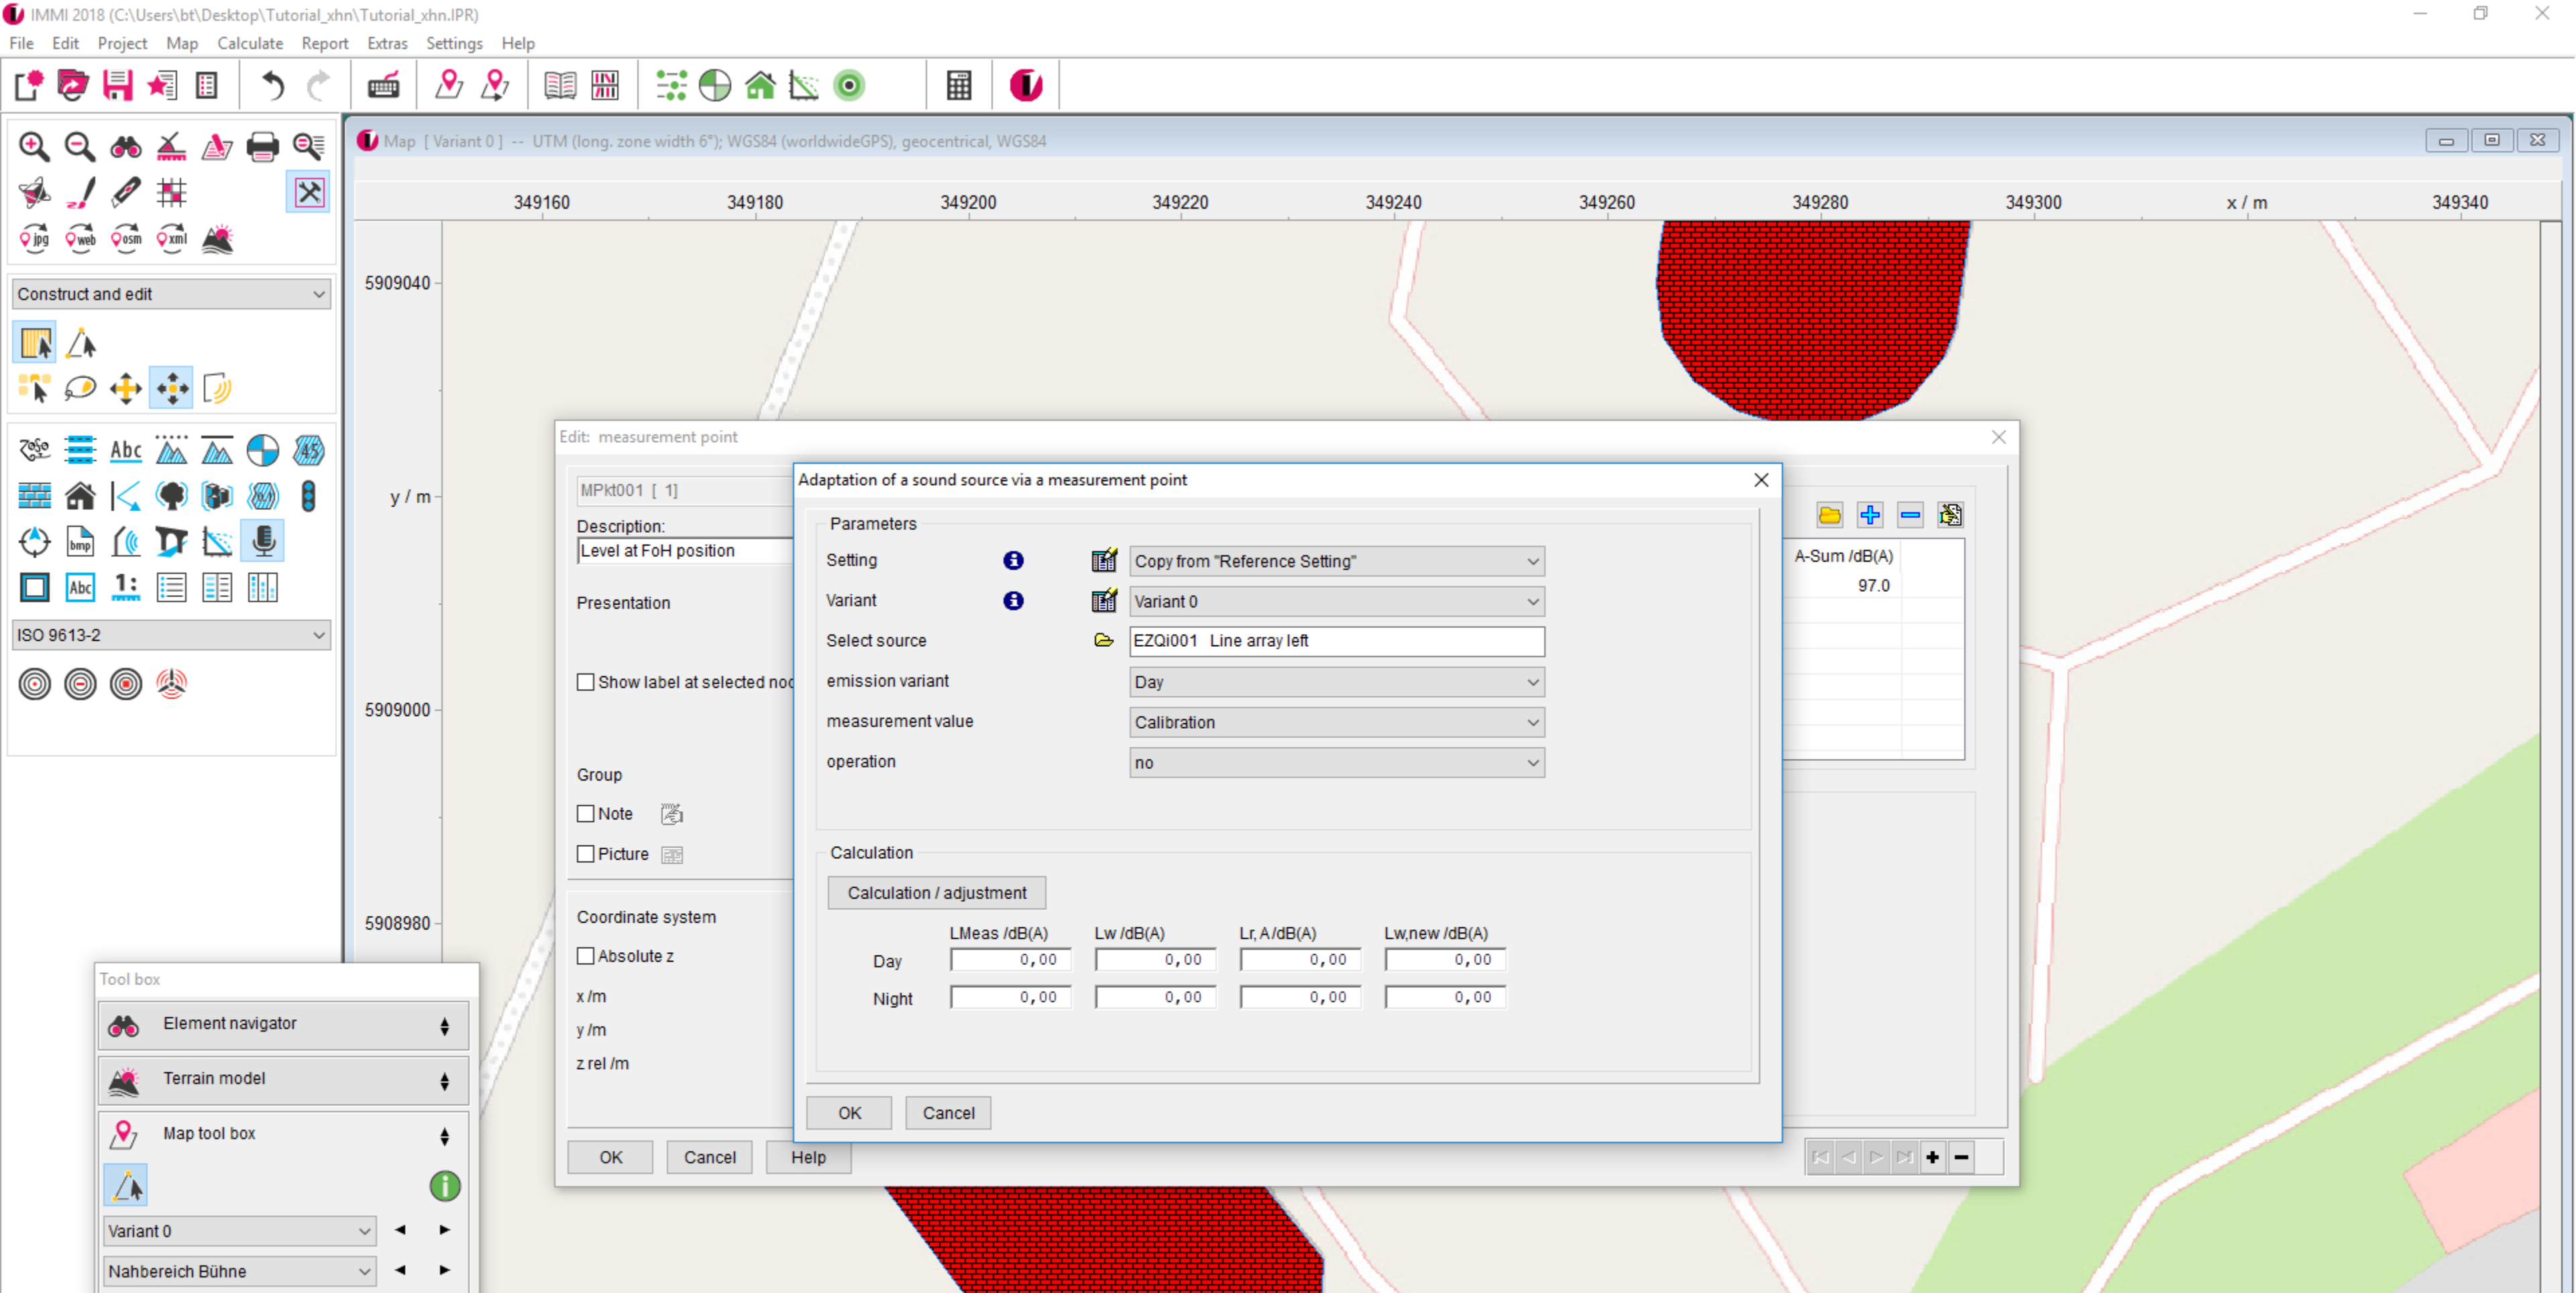 IMMI 2018 (C:\Users\bt\Desktop\Tutorial_xhn\Tutorial_xhn.IPR)
File Edit Project Map Calculate Report Extras Settings Help
Map [ Variant 0 ] -- UTM (long. zone width 6°); WGS84 (worldwideGPS), geocentrical, WGS84
349160 349180 349200 349220 349240 349260 349280 349300 x / m 349340
jpg web osm xml
5909040
y / m
5909000
5908980
Construct and edit
Abc
45
bmp
Abc 1:
ISO 9613-2
Edit: measurement point
MPkt001 [ 1]
Description:
Level at FoH position
Presentation
Show label at selected noc
Group
Note
Picture
Coordinate system
Absolute z
x /m
y /m
z rel /m
OK Cancel Help
A-Sum /dB(A)
97.0
Adaptation of a sound source via a measurement point
Parameters
Setting Copy from "Reference Setting"
Variant Variant 0
Select source EZQi001 Line array left
emission variant Day
measurement value Calibration
operation no
Calculation
Calculation / adjustment
LMeas /dB(A) Lw /dB(A) Lr, A /dB(A) Lw,new /dB(A)
Day 0,00 0,00 0,00 0,00
Night 0,00 0,00 0,00 0,00
OK Cancel
Tool box
Element navigator
Terrain model
Map tool box
Variant 0
Nahbereich Bühne